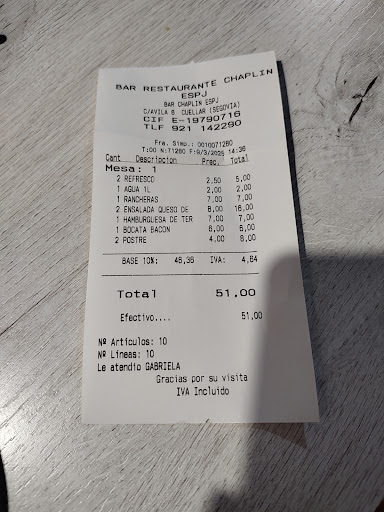 BAR RESTAURANTE CHAPLIN
ESPJ
BAR CHAPLIN ESPJ
C/AVILA 6 CUELLAR (SEGOVIA)
CIF E-19790716
TLF 921 142290
Fra. Simp.: 0010071280
T:00 N:71280 F:9/3/2025 14:36
Cant Descripcion Prec. Total
Mesa: 1
2 REFRESCO 2,50 5,00
1 AGUA 1L 2,00 2,00
1 RANCHERAS 7,00 7,00
2 ENSALADA QUESO DE 8,00 16,00
1 HAMBURGUESA DE TER 7,00 7,00
1 BOCATA BACON 6,00 6,00
2 POSTRE 4,00 8,00
BASE 10%: 46,36 IVA: 4,64
Total 51,00
Efectivo.... 51,00
Nº Artículos: 10
Nº Lineas: 10
Le atendio GABRIELA
Gracias por su visita
IVA Incluido